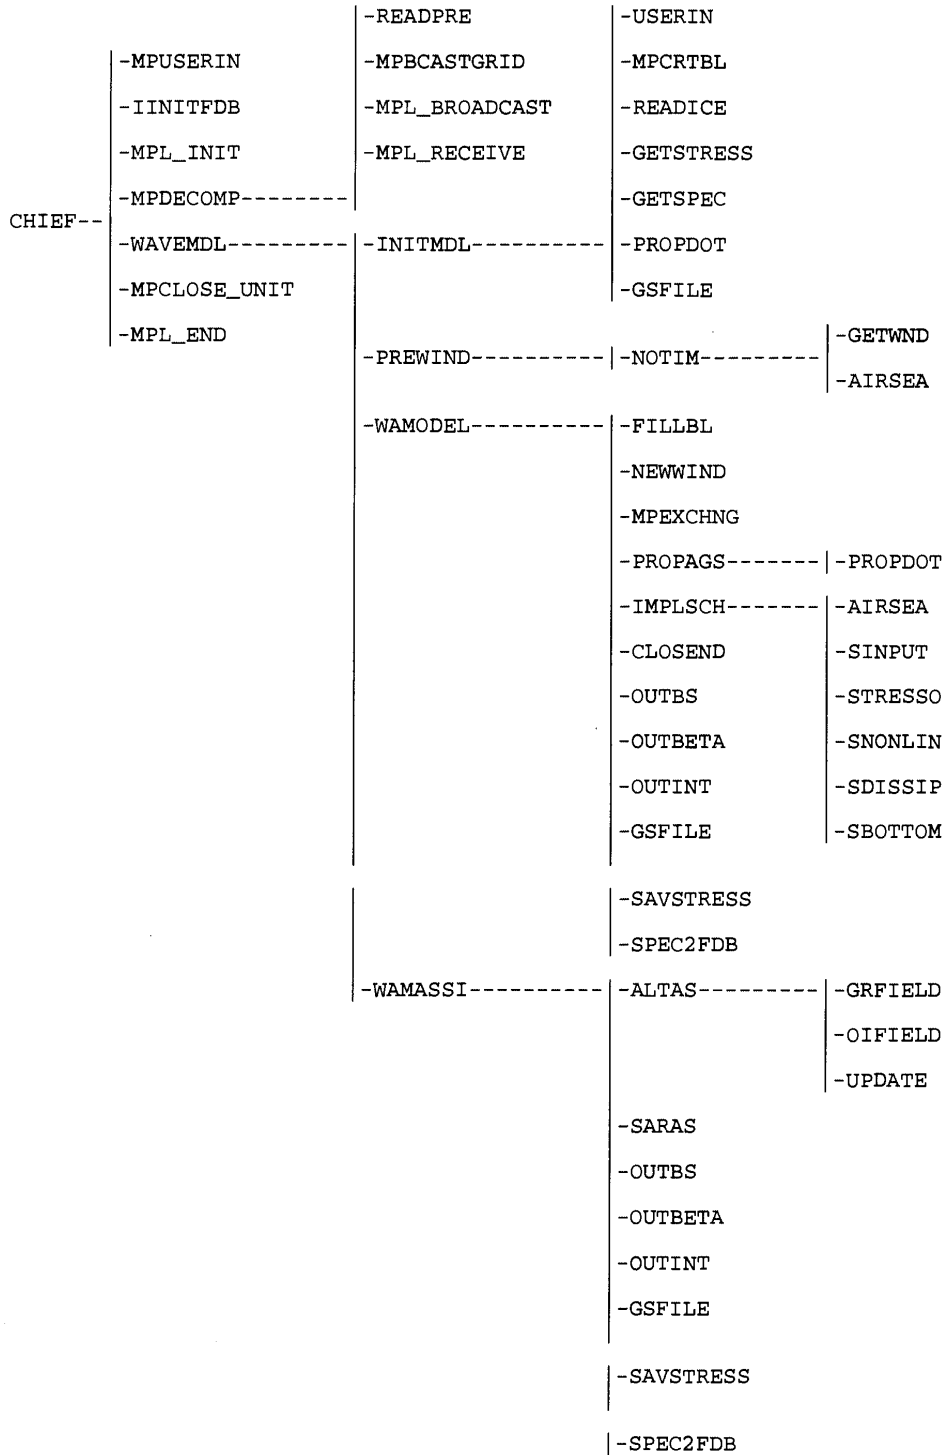 -READPRE -USERIN
-MPUSERIN -MPBCASTGRID -MPCRTBL
-IINITFDB -MPL_BROADCAST -READICE
-MPL_INIT -MPL_RECEIVE -GETSTRESS
-MPDECOMP-------- -GETSPEC
CHIEF--
-WAVEMDL--------- -INITMDL---------- -PROPDOT
-MPCLOSE_UNIT -GSFILE
-MPL_END -GETWND
-PREWIND---------- -NOTIM---------
-AIRSEA
-WAMODEL---------- -FILLBL
-NEWWIND
-MPEXCHNG
-PROPAGS------- -PROPDOT
-IMPLSCH------- -AIRSEA
-CLOSEND -SINPUT
-OUTBS -STRESSO
-OUTBETA -SNONLIN
-OUTINT -SDISSIP
-GSFILE -SBOTTOM
-SAVSTRESS
-SPEC2FDB
-WAMASSI---------- -ALTAS--------- -GRFIELD
-OIFIELD
-UPDATE
-SARAS
-OUTBS
-OUTBETA
-OUTINT
-GSFILE
-SAVSTRESS
-SPEC2FDB